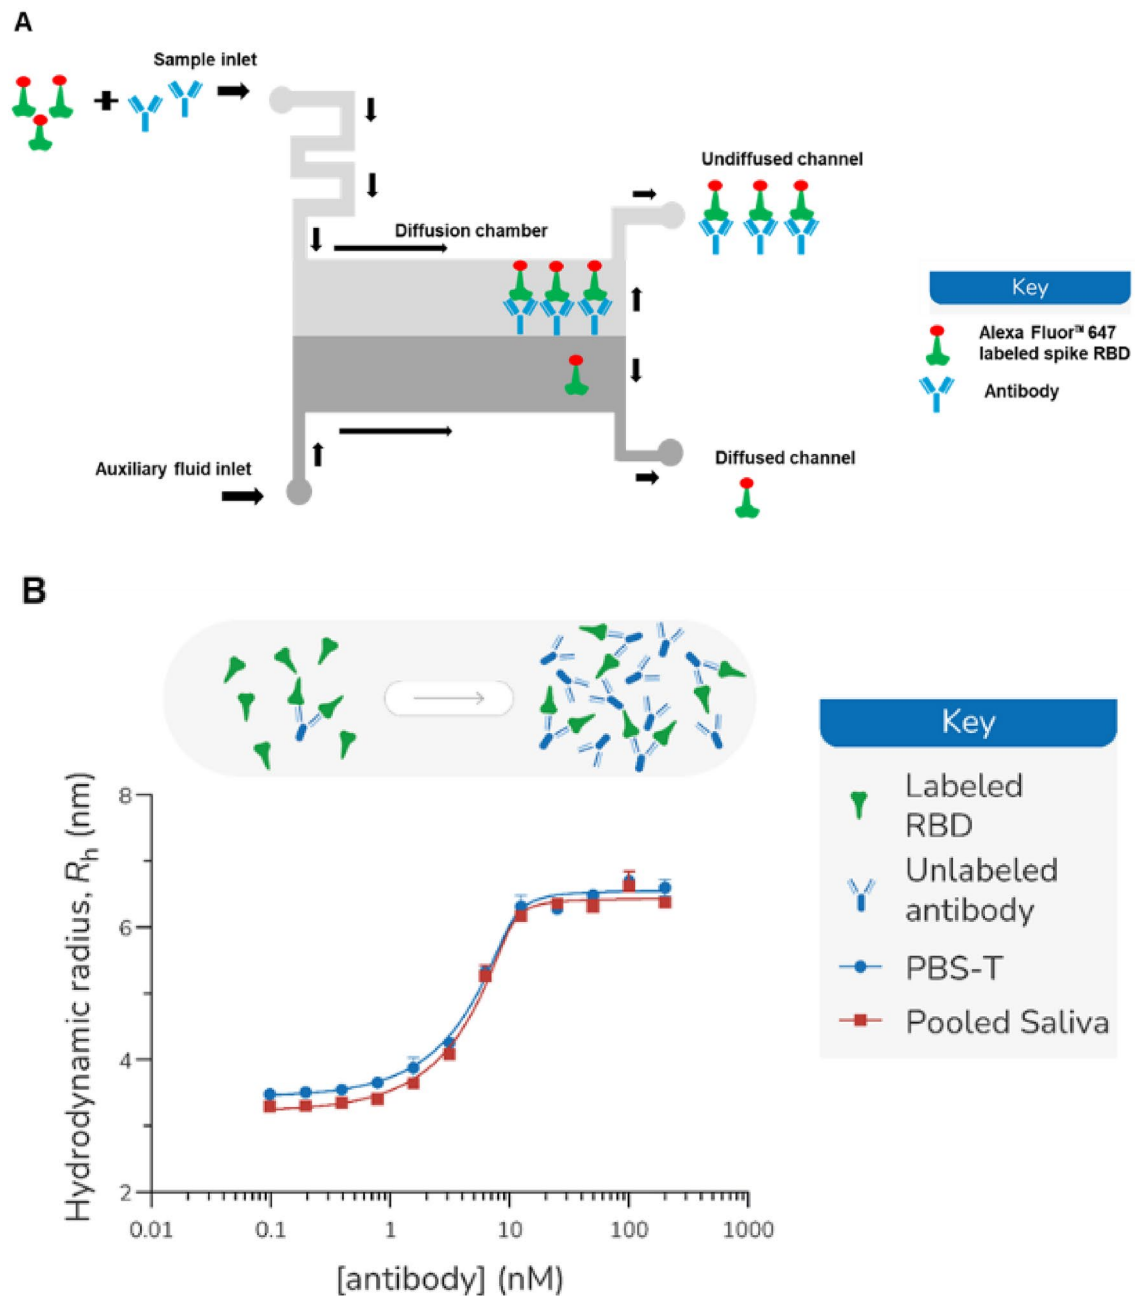 A
Sample inlet
Undiffused channel
Diffusion chamber
Key
Alexa Fluor™ 647
labeled spike RBD
Antibody
Auxiliary fluid inlet
Diffused channel
B
Key
Labeled
RBD
Unlabeled
antibody
PBS-T
Pooled Saliva
Hydrodynamic radius, Rh (nm)
8
6
4
2
0.01
0.1
1
10
100
1000
[antibody] (nM)